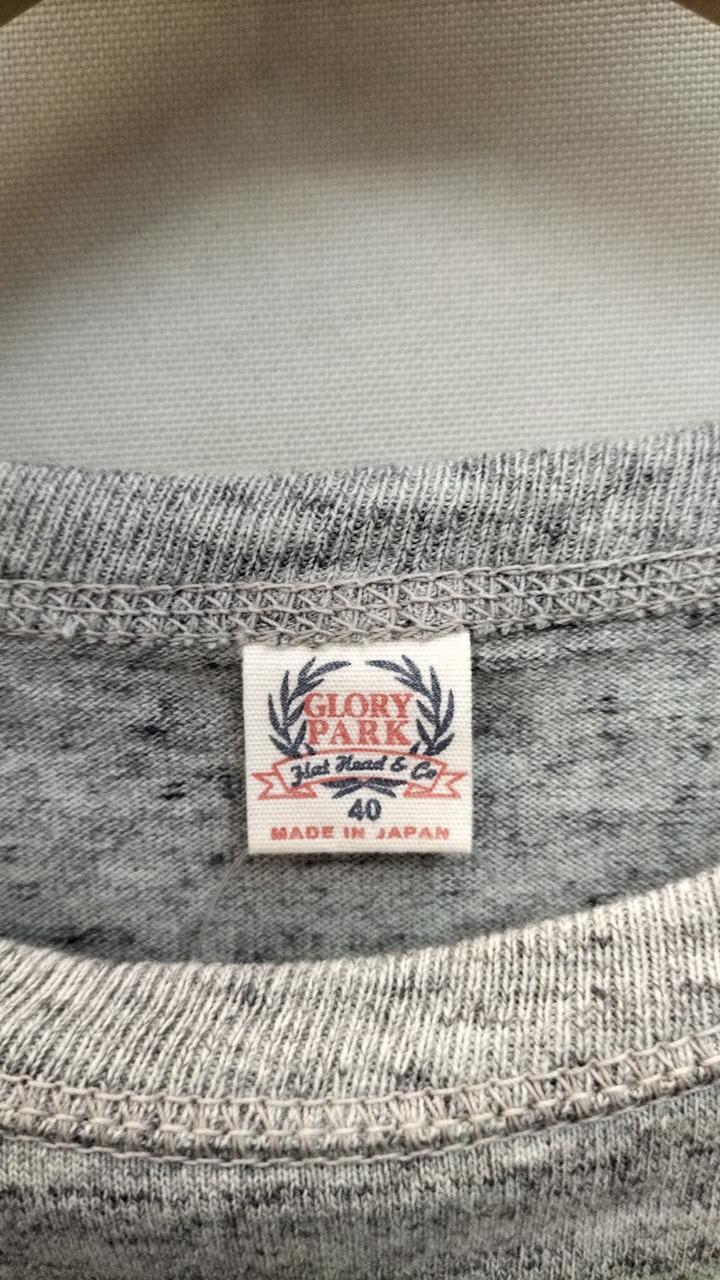 GLORY
PARK
Flat Head & Co
40
MADE IN JAPAN